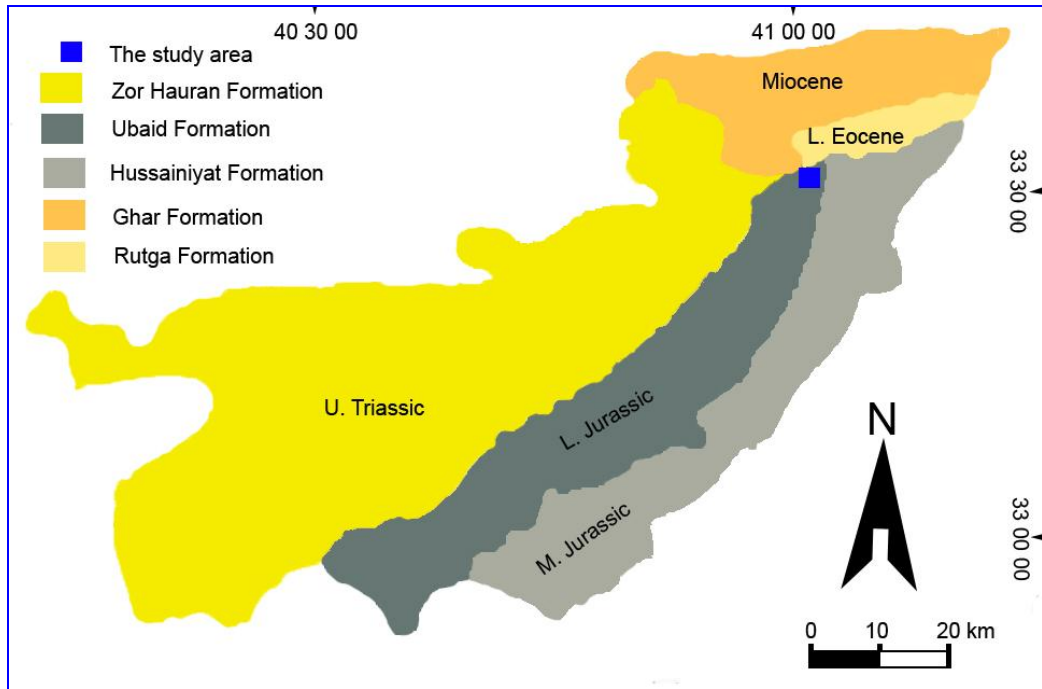 40 30 00
41 00 00
The study area
Zor Hauran Formation
Ubaid Formation
Hussainiyat Formation
Ghar Formation
Rutga Formation
Miocene
L. Eocene
33 30 00
U. Triassic
L. Jurassic
M. Jurassic
N
33 00 00
0 10 20 km